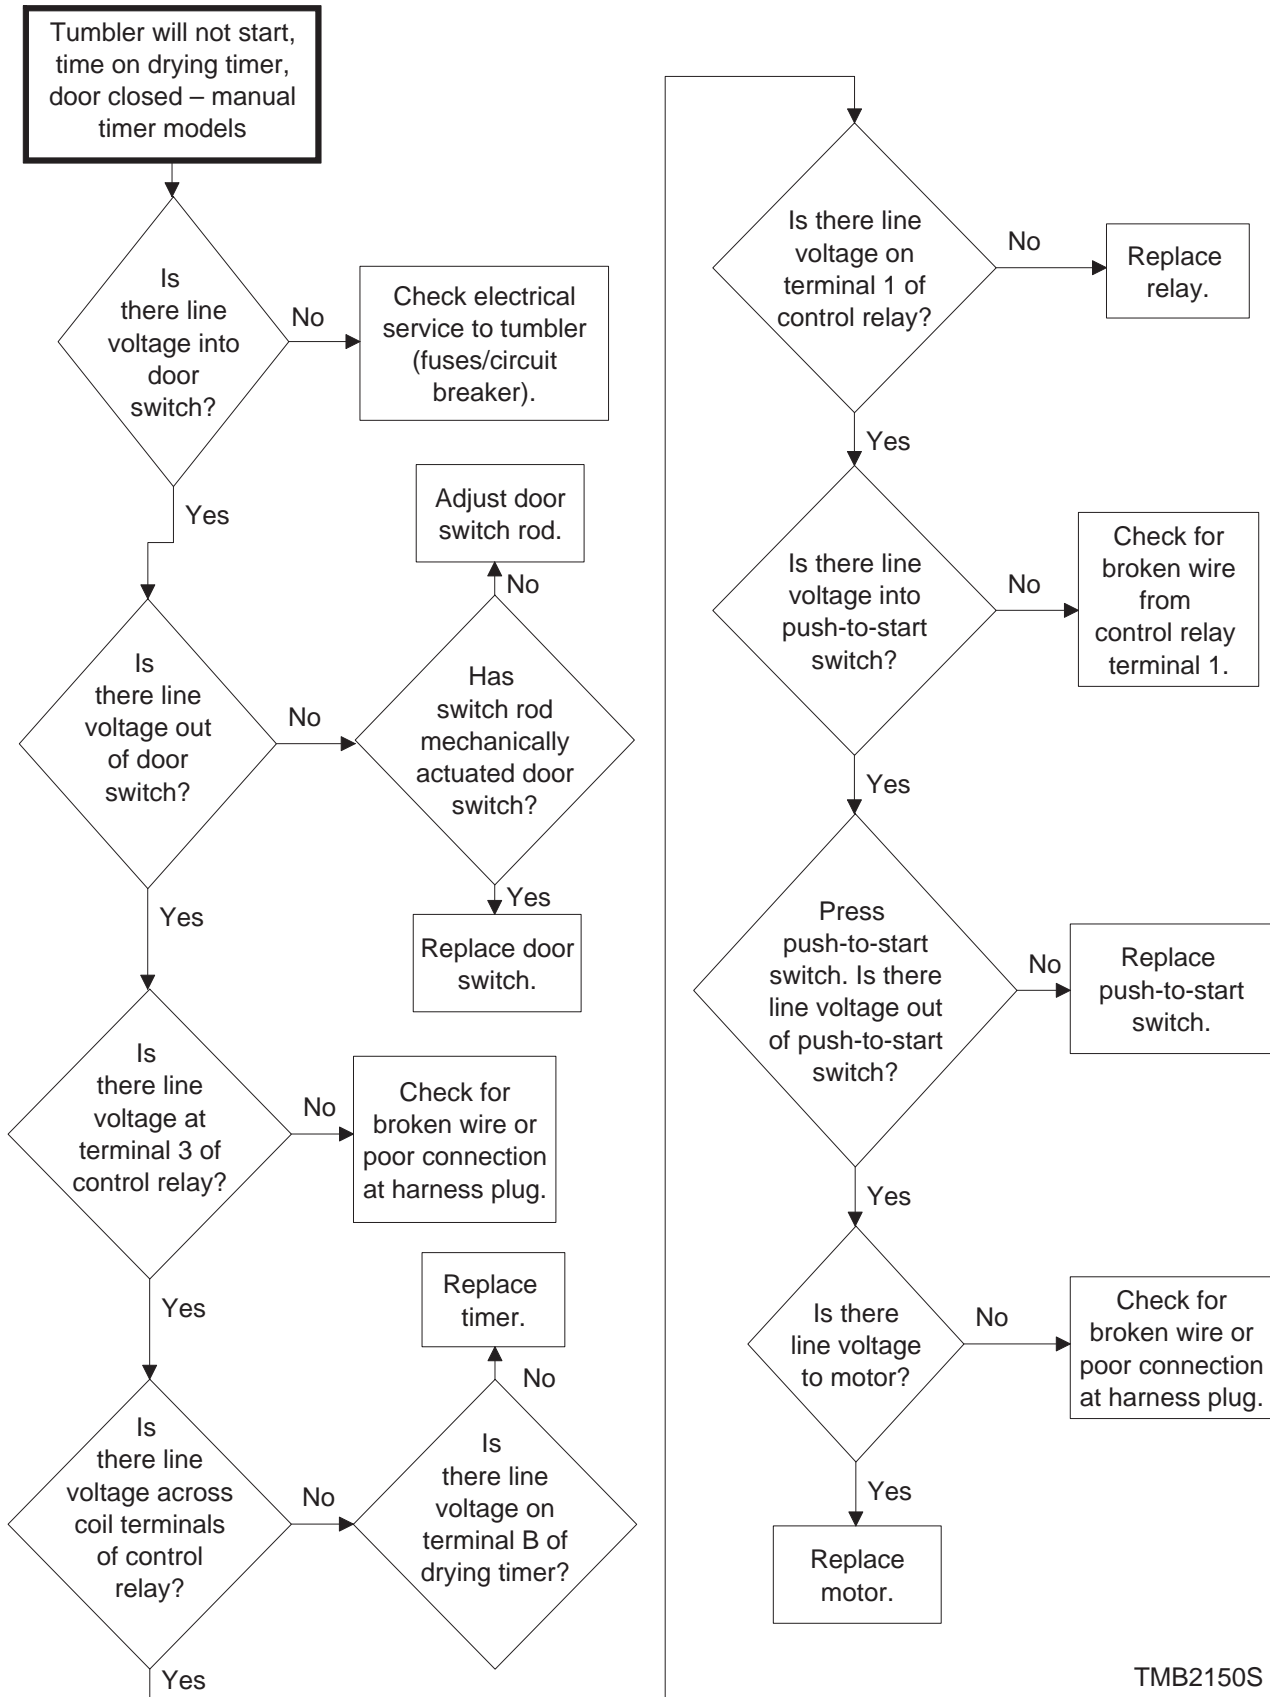 Tumbler will not start,
time on drying timer,
door closed – manual
timer models
Is
there line
voltage into
door
switch?
No
Check electrical
service to tumbler
(fuses/circuit
breaker).
Yes
Is
there line
voltage out
of door
switch?
No
Has
switch rod
mechanically
actuated door
switch?
No
Adjust door
switch rod.
Yes
Replace door
switch.
Yes
Is
there line
voltage at
terminal 3 of
control relay?
No
Check for
broken wire or
poor connection
at harness plug.
Yes
Is
there line
voltage across
coil terminals
of control
relay?
No
Is
there line
voltage on
terminal B of
drying timer?
No
Replace
timer.
Yes
Is there line
voltage on
terminal 1 of
control relay?
No
Replace
relay.
Yes
Is there line
voltage into
push-to-start
switch?
No
Check for
broken wire
from
control relay
terminal 1.
Yes
Press
push-to-start
switch. Is there
line voltage out
of push-to-start
switch?
No
Replace
push-to-start
switch.
Yes
Is there
line voltage
to motor?
No
Check for
broken wire or
poor connection
at harness plug.
Yes
Replace
motor.
TMB2150S